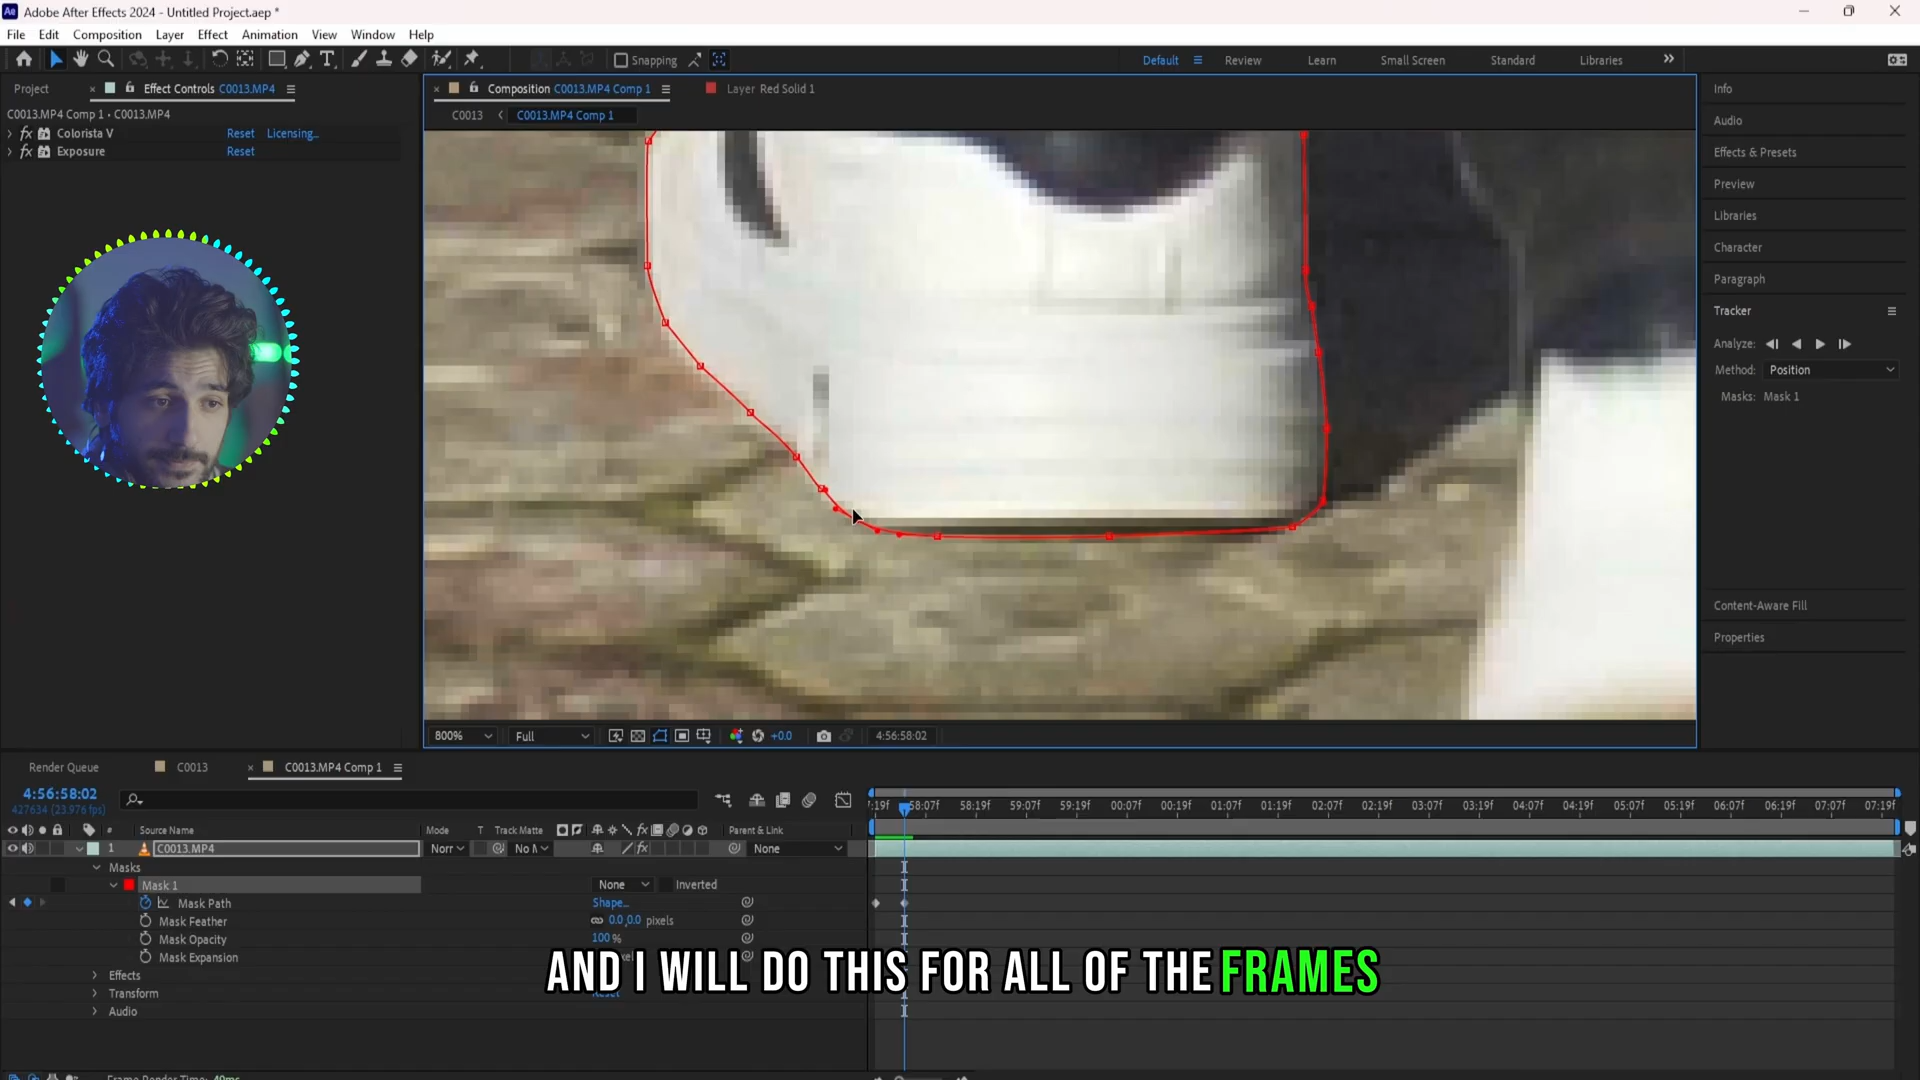 Ae Adobe After Effects 2024 - Untitled Project.aep *
File Edit Composition Layer Effect Animation View Window Help
Snapping Default Review Learn Small Screen Standard Libraries
Project Effect Controls C0013.MP4
C0013.MP4 Comp 1 • C0013.MP4
fx Colorista V Reset Licensing...
fx Exposure Reset
Composition C0013.MP4 Comp 1 Layer Red Solid 1
C0013 C0013.MP4 Comp 1
Info
Audio
Effects & Presets
Preview
Libraries
Character
Paragraph
Tracker
Analyze:
Method: Position
Masks: Mask 1
Content-Aware Fill
Properties
800% Full +0.0 4:56:58:02
Render Queue C0013 C0013.MP4 Comp 1
4:56:58:02
427634 (23.976 fps)
7:19f 58:07f 58:19f 59:07f 59:19f 00:07f 00:19f 01:07f 01:19f 02:07f 02:19f 03:07f 03:19f 04:07f 04:19f 05:07f 05:19f 06:07f 06:19f 07:07f 07:19f
# Source Name Mode T Track Matte fx Parent & Link
1 C0013.MP4 Norr No M fx None
Masks
Mask 1 None Inverted
Mask Path Shape...
Mask Feather 0.0,0.0 pixels
Mask Opacity 100 %
Mask Expansion
Effects
Transform Reset
Audio
AND I WILL DO THIS FOR ALL OF THE FRAMES
Frame Render Time: 40ms